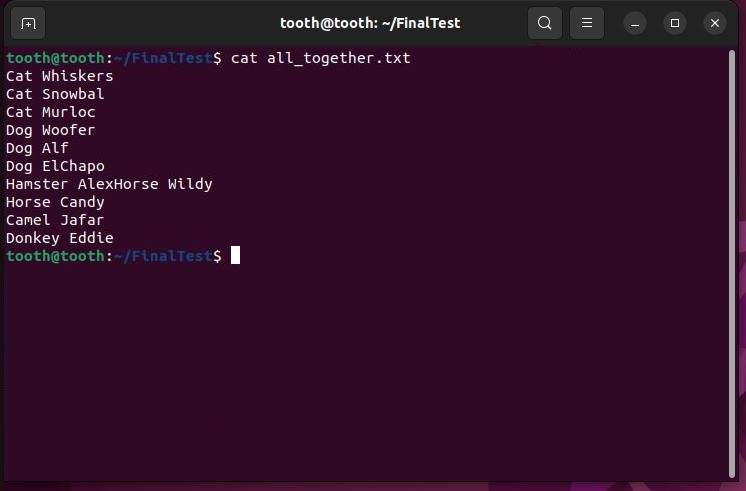 tooth@tooth: ~/FinalTest
tooth@tooth:~/FinalTest$ cat all_together.txt
Cat Whiskers
Cat Snowbal
Cat Murloc
Dog Woofer
Dog Alf
Dog ElChapo
Hamster AlexHorse Wildy
Horse Candy
Camel Jafar
Donkey Eddie
tooth@tooth:~/FinalTest$